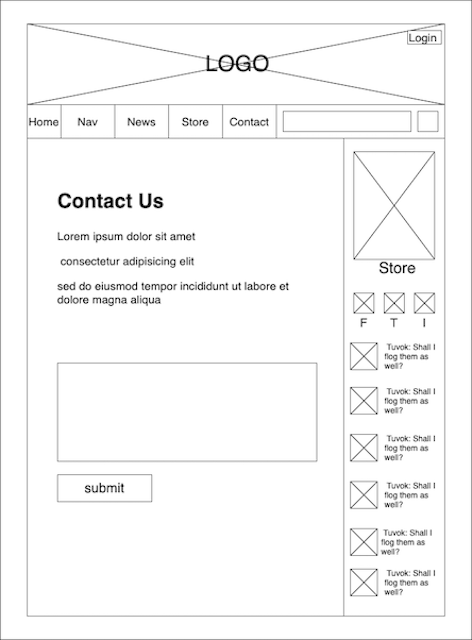 Login
LOGO
Home Nav News Store Contact
Contact Us
Lorem ipsum dolor sit amet
consectetur adipisicing elit
sed do eiusmod tempor incididunt ut labore et
dolore magna aliqua
submit
Store
F T I
Tuvok: Shall I
flog them as
well?
Tuvok: Shall I
flog them as
well?
Tuvok: Shall I
flog them as
well?
Tuvok: Shall I
flog them as
well?
Tuvok: Shall I
flog them as
well?
Tuvok: Shall I
flog them as
well?